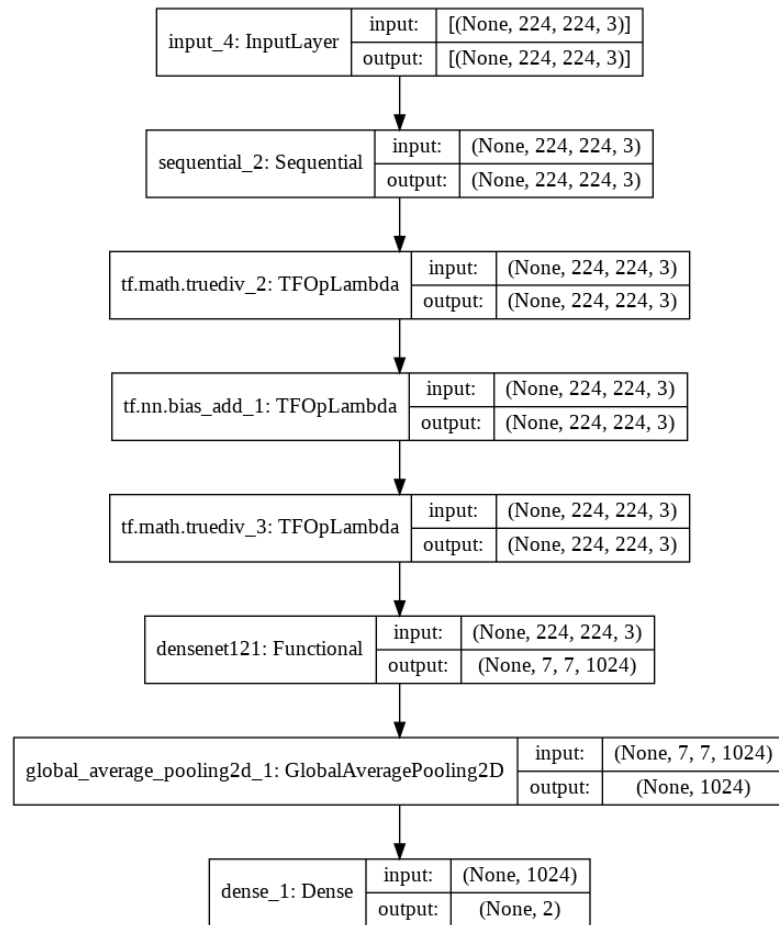 input_4: InputLayer
input: [(None, 224, 224, 3)]
output: [(None, 224, 224, 3)]
sequential_2: Sequential
input: (None, 224, 224, 3)
output: (None, 224, 224, 3)
tf.math.truediv_2: TFOpLambda
input: (None, 224, 224, 3)
output: (None, 224, 224, 3)
tf.nn.bias_add_1: TFOpLambda
input: (None, 224, 224, 3)
output: (None, 224, 224, 3)
tf.math.truediv_3: TFOpLambda
input: (None, 224, 224, 3)
output: (None, 224, 224, 3)
densenet121: Functional
input: (None, 224, 224, 3)
output: (None, 7, 7, 1024)
global_average_pooling2d_1: GlobalAveragePooling2D
input: (None, 7, 7, 1024)
output: (None, 1024)
dense_1: Dense
input: (None, 1024)
output: (None, 2)